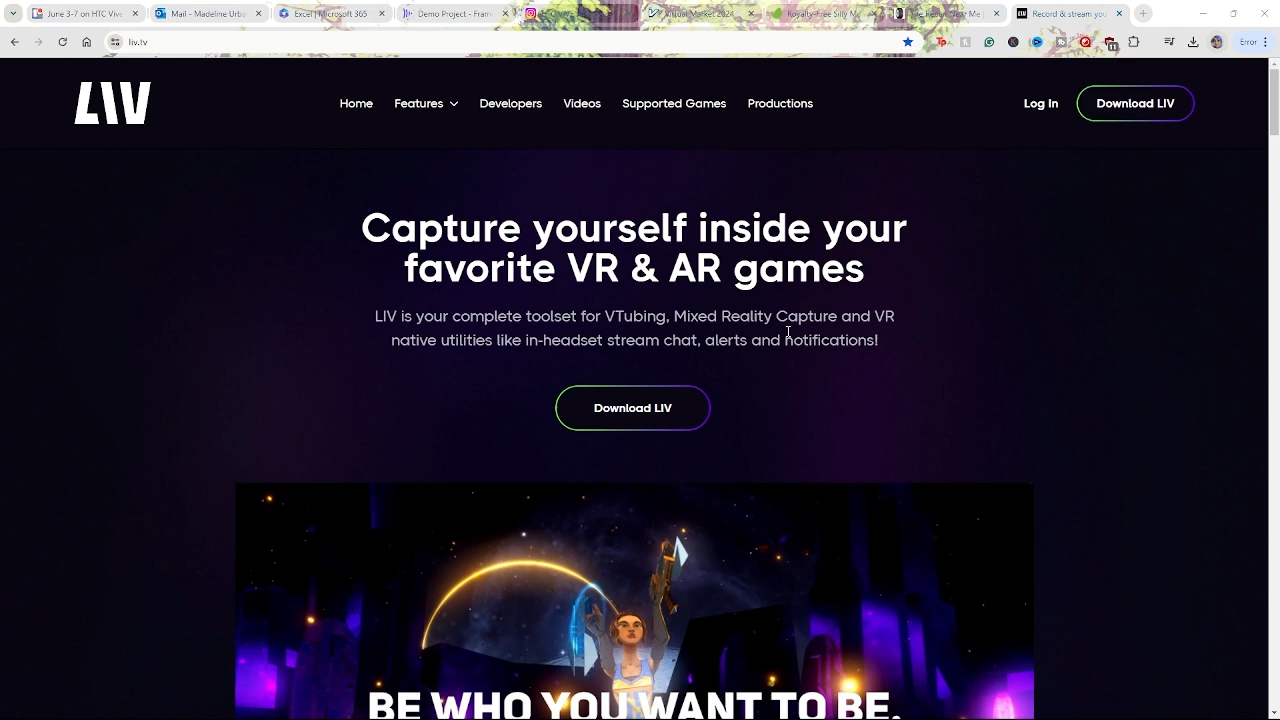 June 3-7 on ITC VIVE
Mail - Madeline Urba
Excel | Microsoft 365
Demo Project - Fram
Virtual Market 2024
Royalty-Free Silly M
Near Me |
Record & stream you
liv.tv
Error
11
LIV
Home
Features
Developers
Videos
Supported Games
Productions
Log In
Download LIV
Capture yourself inside your
favorite VR & AR games
LIV is your complete toolset for VTubing, Mixed Reality Capture and VR
native utilities like in-headset stream chat, alerts and notifications!
Download LIV
BE WHO YOU WANT TO BE.